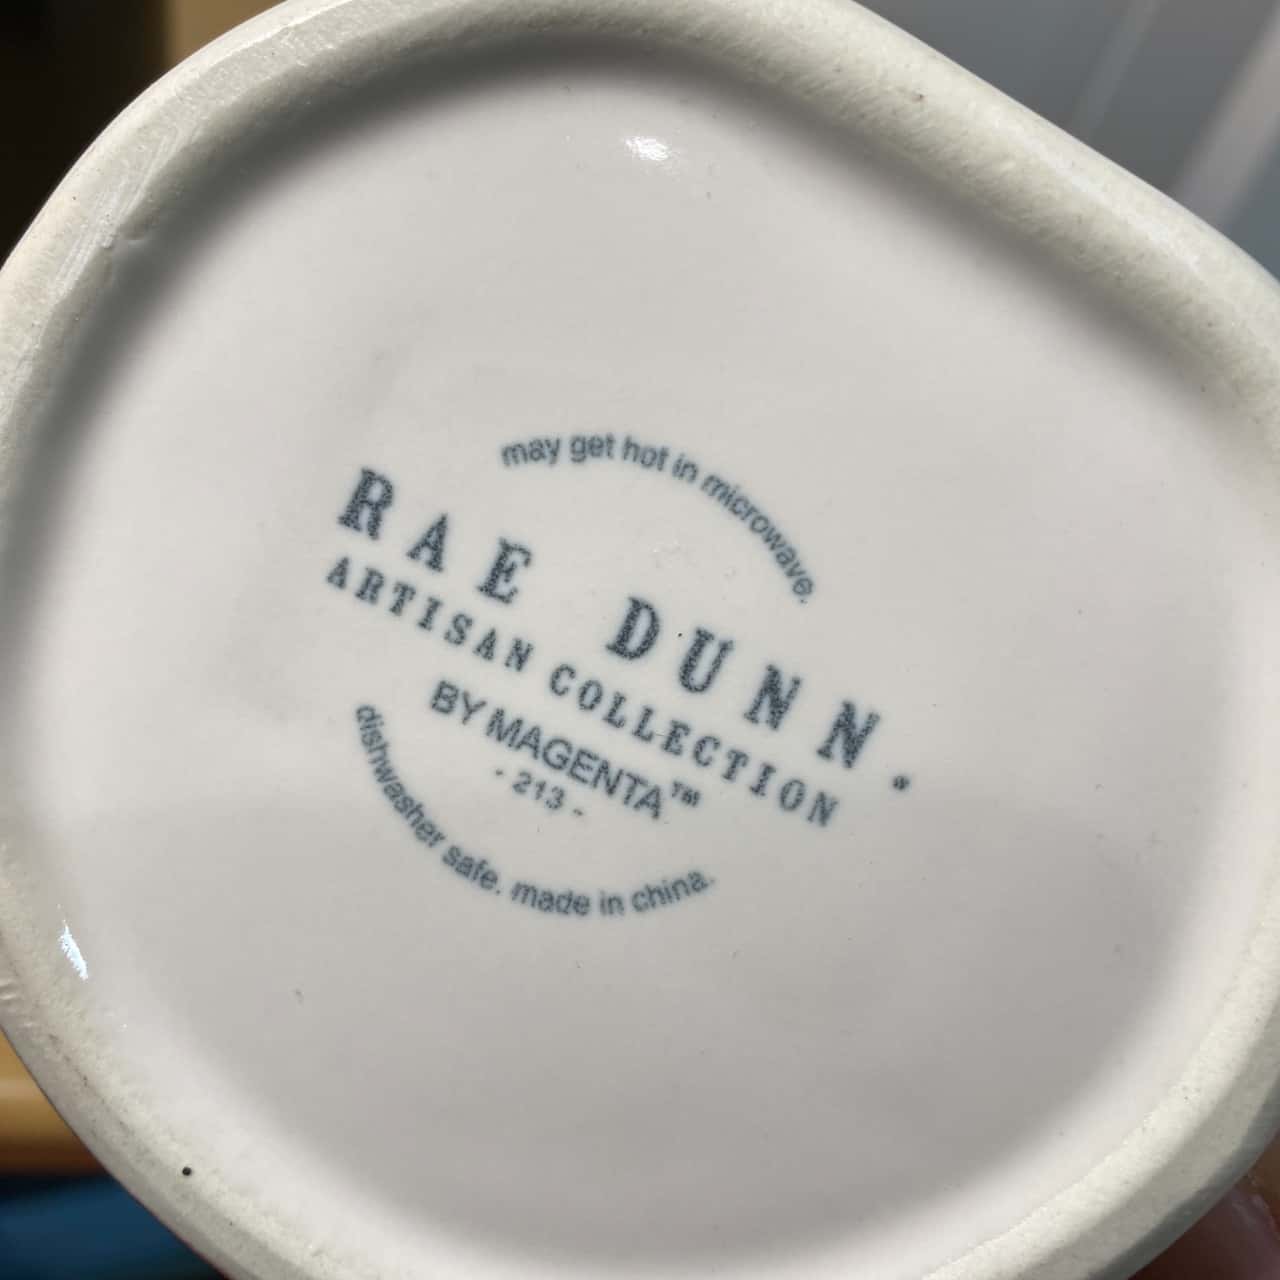 may get hot in microwave.
RAE DUNN.
ARTISAN COLLECTION
BY MAGENTA™
- 213 -
dishwasher safe. made in china.